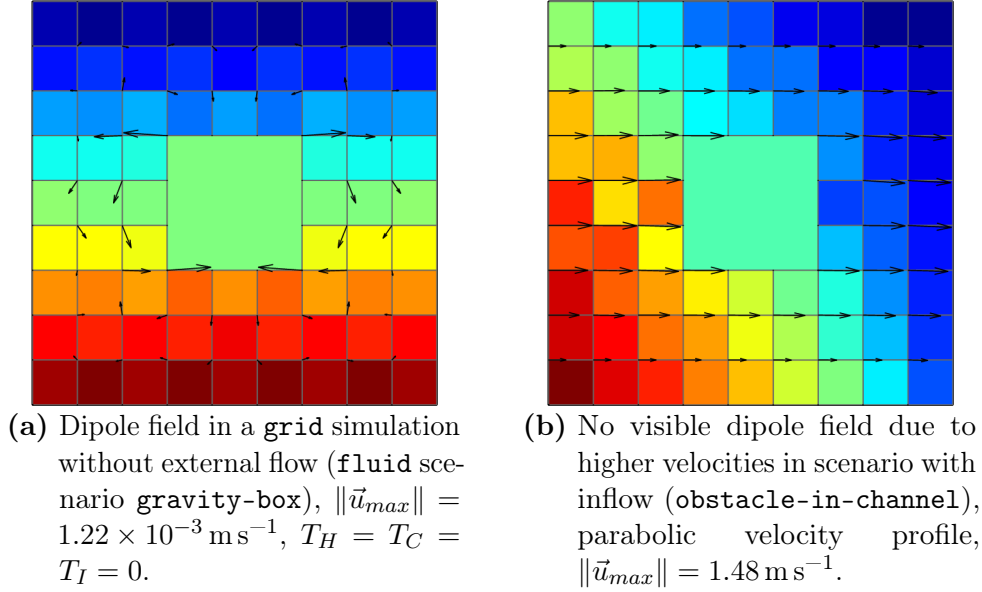 (a) Dipole field in a grid simulation
without external flow (fluid sce-
nario gravity-box), ‖u⃗max‖ =
1.22 × 10⁻³ m s⁻¹, TH = TC =
TI = 0.
(b) No visible dipole field due to
higher velocities in scenario with
inflow (obstacle-in-channel),
parabolic velocity profile,
‖u⃗max‖ = 1.48 m s⁻¹.